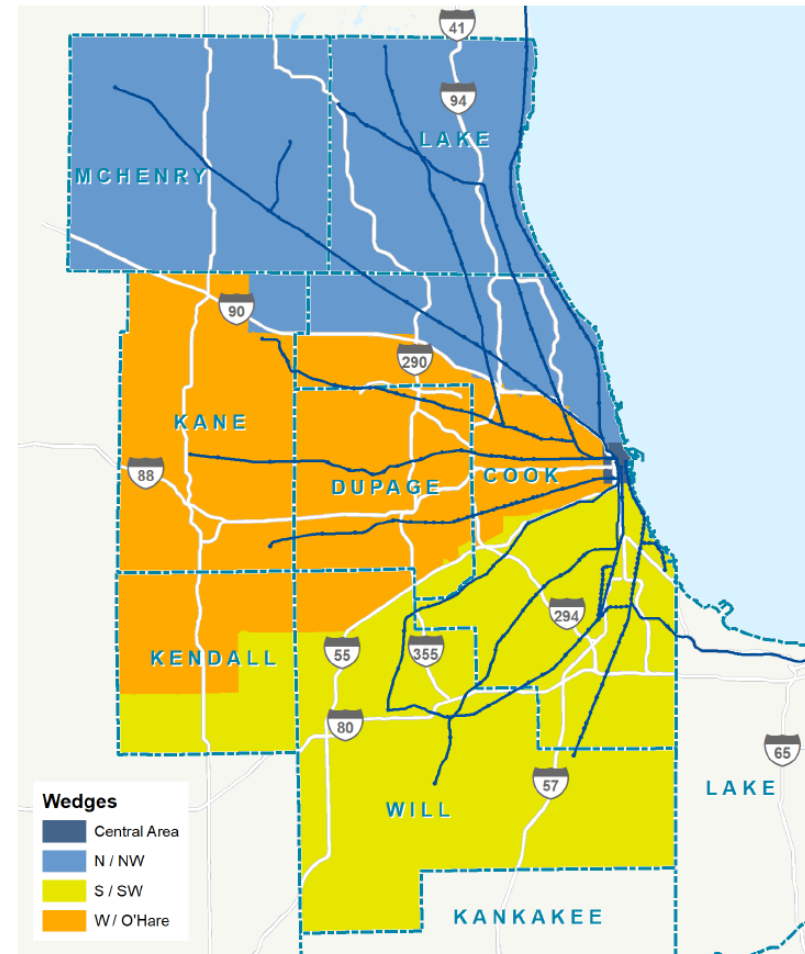 41
94
LAKE
MCHENRY
90
290
KANE
88
DUPAGE
COOK
294
KENDALL
55
355
80
65
57
LAKE
WILL
KANKAKEE
Wedges
Central Area
N / NW
S / SW
W / O'Hare